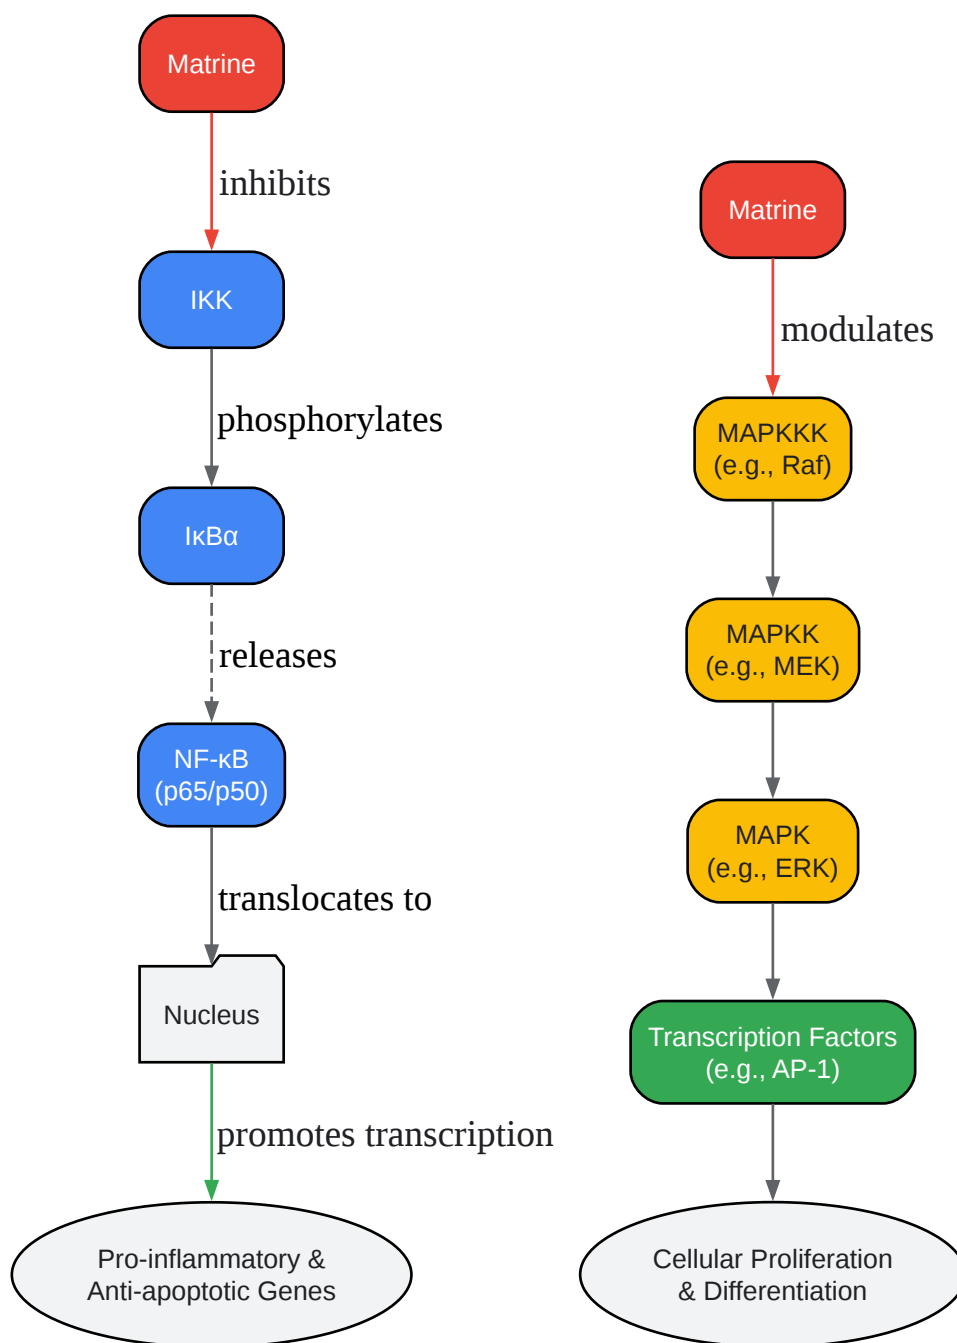 Matrine
inhibits
IKK
phosphorylates
IκBα
releases
NF-κB
(p65/p50)
translocates to
Nucleus
promotes transcription
Pro-inflammatory &
Anti-apoptotic Genes
Matrine
modulates
MAPKKK
(e.g., Raf)
MAPKK
(e.g., MEK)
MAPK
(e.g., ERK)
Transcription Factors
(e.g., AP-1)
Cellular Proliferation
& Differentiation